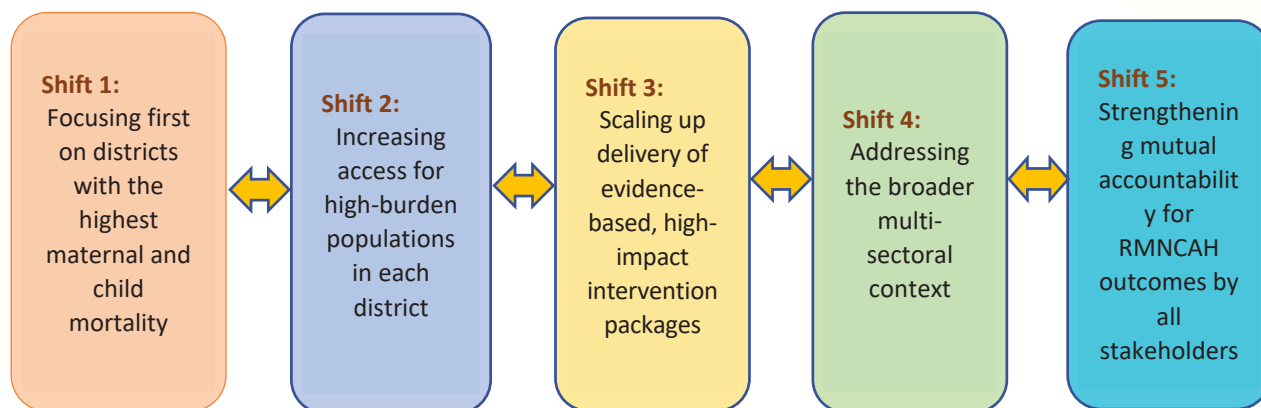 Shift 1:
Focusing first
on districts
with the
highest
maternal and
child
mortality
Shift 2:
Increasing
access for
high-burden
populations
in each
district
Shift 3:
Scaling up
delivery of
evidence-
based, high-
impact
intervention
packages
Shift 4:
Addressing
the broader
multi-
sectoral
context
Shift 5:
Strengthenin
g mutual
accountabilit
y for
RMNCAH
outcomes by
all
stakeholders